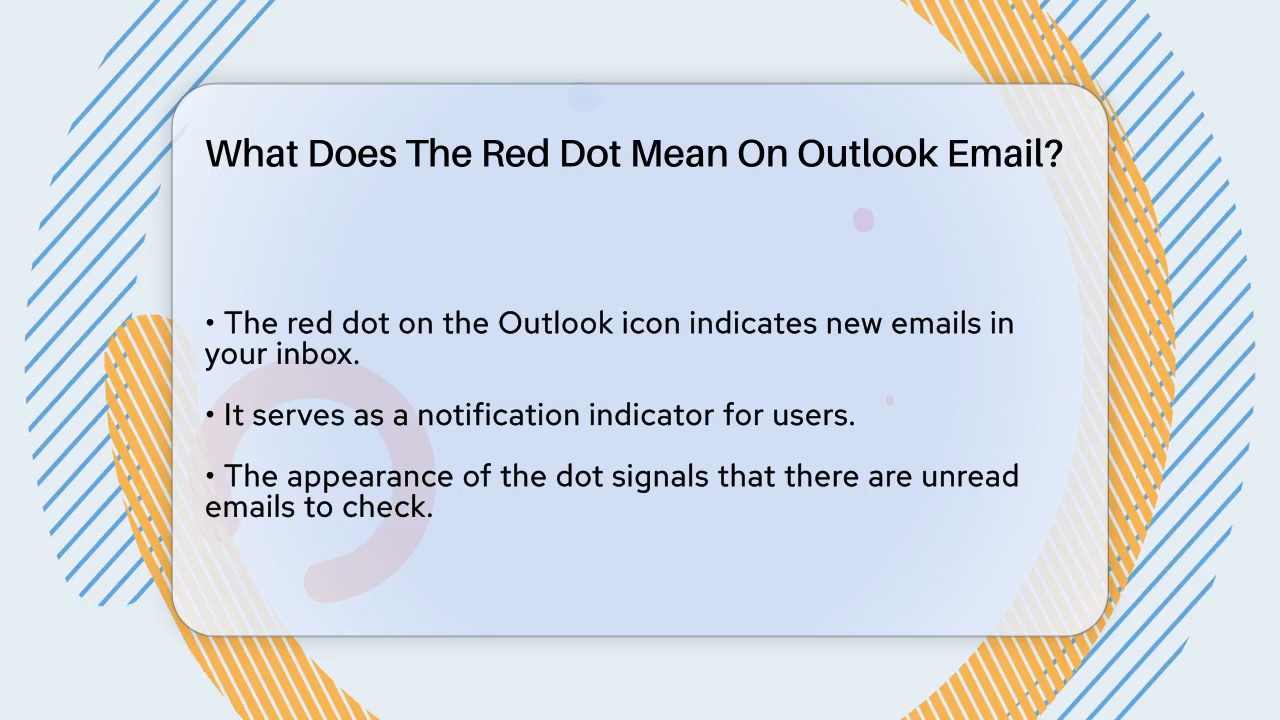 What Does The Red Dot Mean On Outlook Email?
• The red dot on the Outlook icon indicates new emails in
your inbox.
• It serves as a notification indicator for users.
• The appearance of the dot signals that there are unread
emails to check.